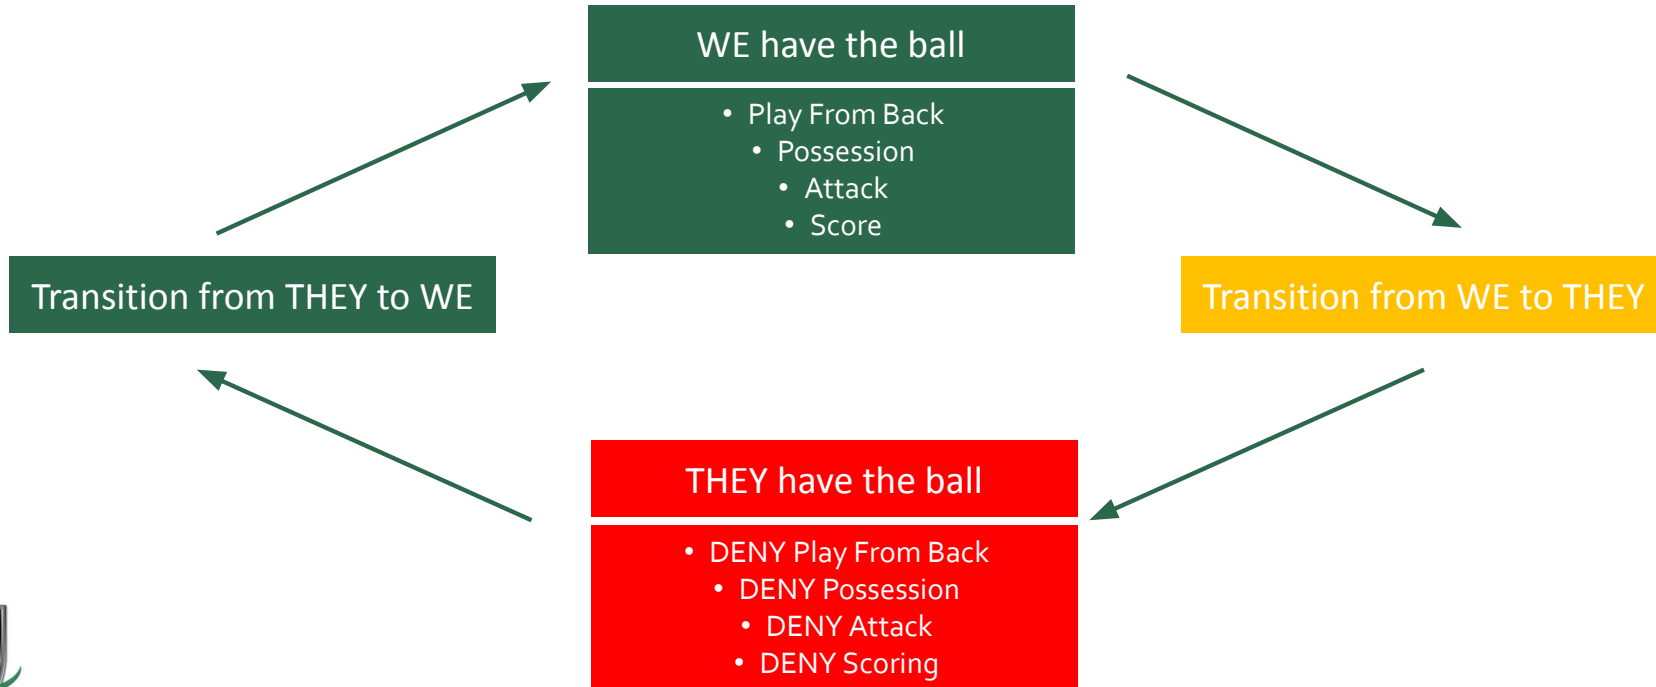 WE have the ball
• Play From Back
• Possession
• Attack
• Score
Transition from THEY to WE
Transition from WE to THEY
THEY have the ball
• DENY Play From Back
• DENY Possession
• DENY Attack
• DENY Scoring